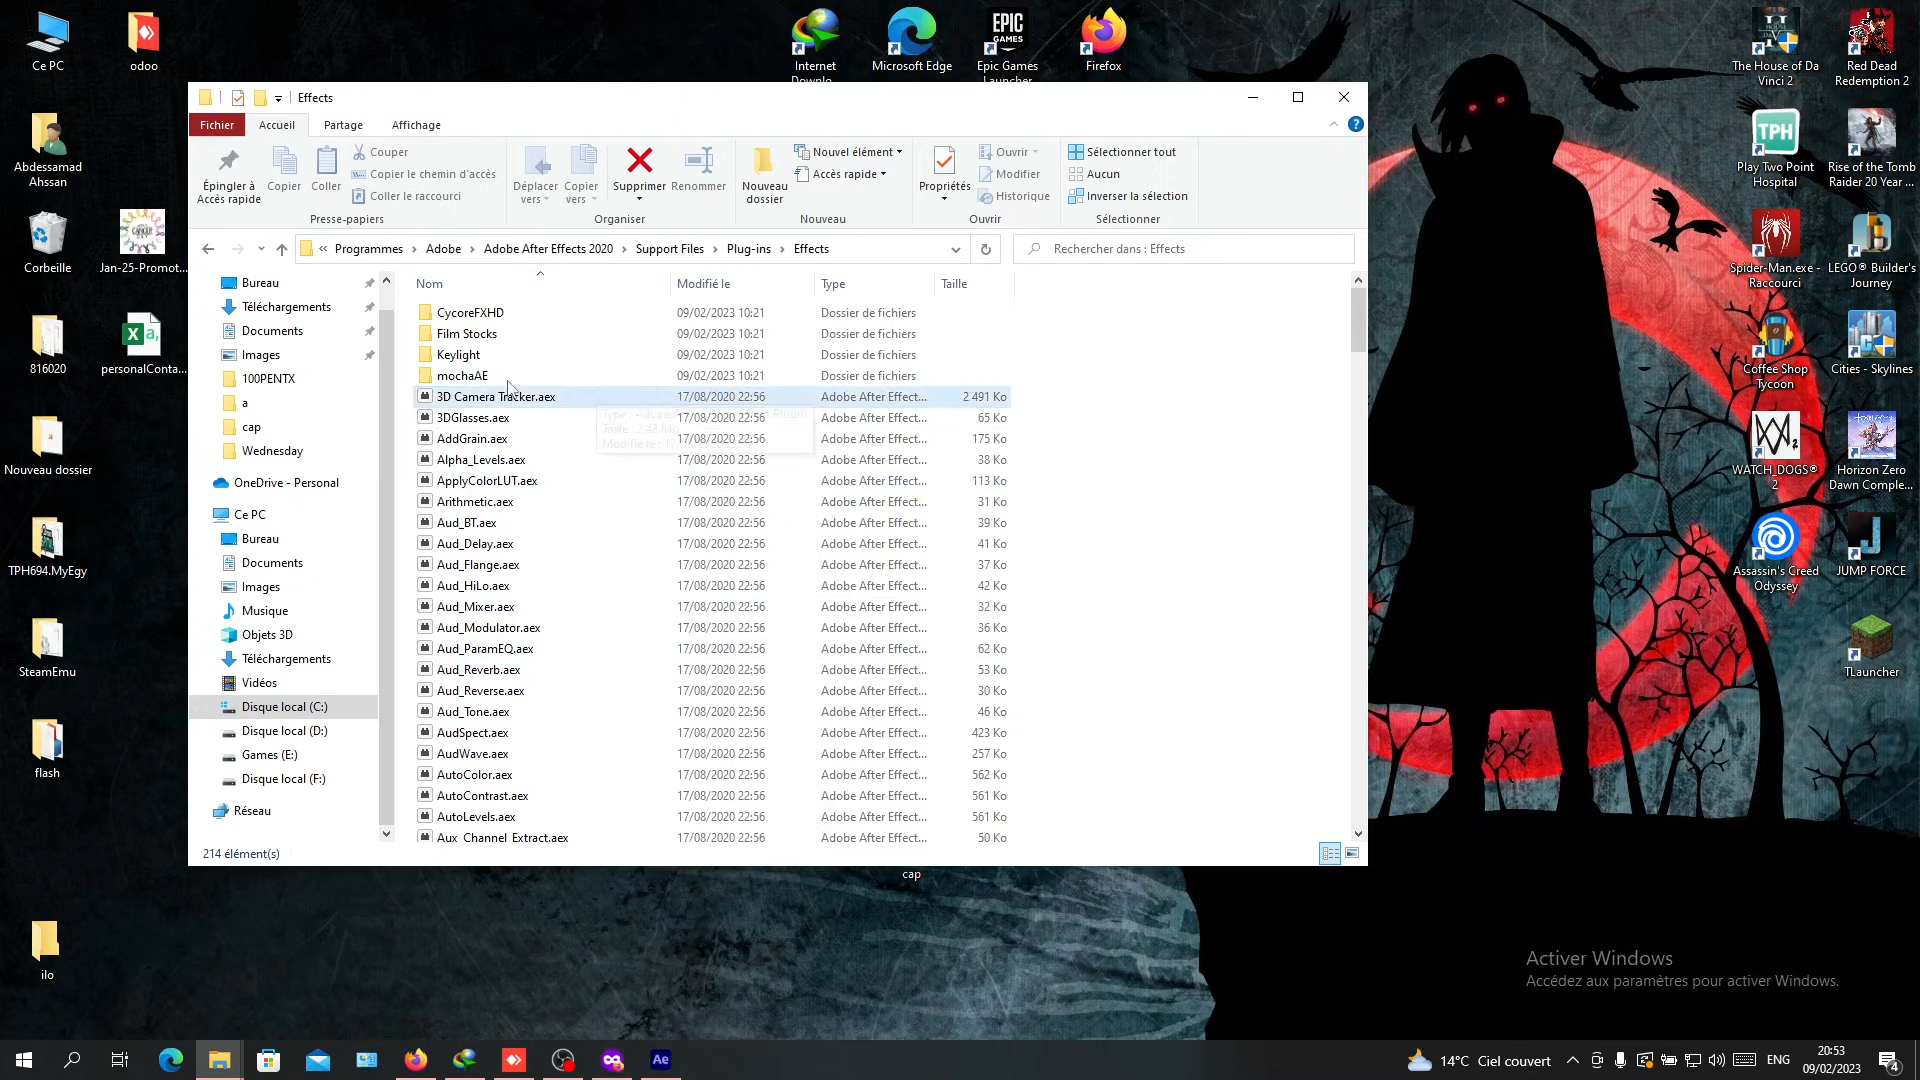 Ce PC
odoo
Internet
Downlo...
Microsoft Edge
EPIC
GAMES
Epic Games
Launcher
Firefox
The House of Da
Vinci 2
Red Dead
Redemption 2
Effects
Fichier
Accueil
Partage
Affichage
Épingler à
Accès rapide
Copier
Coller
Couper
Copier le chemin d'accès
Coller le raccourci
Presse-papiers
Déplacer
vers
Copier
vers
Supprimer
Renommer
Organiser
Nouveau
dossier
Nouvel élément
Accès rapide
Nouveau
Propriétés
Ouvrir
Modifier
Historique
Ouvrir
Sélectionner tout
Aucun
Inverser la sélection
Sélectionner
« Programmes › Adobe › Adobe After Effects 2020 › Support Files › Plug-ins › Effects
Rechercher dans : Effects
Abdessamad
Ahssan
Corbeille
Jan-25-Promot...
816020
personalConta...
Nouveau dossier
TPH694.MyEgy
SteamEmu
flash
ilo
cap
TPH
Play Two Point
Hospital
Rise of the Tomb
Raider 20 Year ...
Spider-Man.exe -
Raccourci
LEGO® Builder's
Journey
Coffee Shop
Tycoon
Cities - Skylines
WATCH_DOGS®
2
Horizon Zero
Dawn Comple...
Assassin's Creed
Odyssey
JUMP FORCE
TLauncher
Bureau
Téléchargements
Documents
Images
100PENTX
a
cap
Wednesday
OneDrive - Personal
Ce PC
Bureau
Documents
Images
Musique
Objets 3D
Téléchargements
Vidéos
Disque local (C:)
Disque local (D:)
Games (E:)
Disque local (F:)
Réseau
214 élément(s)
Nom Modifié le Type Taille
CycoreFXHD 09/02/2023 10:21 Dossier de fichiers
Film Stocks 09/02/2023 10:21 Dossier de fichiers
Keylight 09/02/2023 10:21 Dossier de fichiers
mochaAE 09/02/2023 10:21 Dossier de fichiers
3D Camera Tracker.aex 17/08/2020 22:56 Adobe After Effect... 2 491 Ko
3DGlasses.aex 17/08/2020 22:56 Adobe After Effect... 65 Ko
AddGrain.aex 17/08/2020 22:56 Adobe After Effect... 175 Ko
Alpha_Levels.aex 17/08/2020 22:56 Adobe After Effect... 38 Ko
ApplyColorLUT.aex 17/08/2020 22:56 Adobe After Effect... 113 Ko
Arithmetic.aex 17/08/2020 22:56 Adobe After Effect... 31 Ko
Aud_BT.aex 17/08/2020 22:56 Adobe After Effect... 39 Ko
Aud_Delay.aex 17/08/2020 22:56 Adobe After Effect... 41 Ko
Aud_Flange.aex 17/08/2020 22:56 Adobe After Effect... 37 Ko
Aud_HiLo.aex 17/08/2020 22:56 Adobe After Effect... 42 Ko
Aud_Mixer.aex 17/08/2020 22:56 Adobe After Effect... 32 Ko
Aud_Modulator.aex 17/08/2020 22:56 Adobe After Effect... 36 Ko
Aud_ParamEQ.aex 17/08/2020 22:56 Adobe After Effect... 62 Ko
Aud_Reverb.aex 17/08/2020 22:56 Adobe After Effect... 53 Ko
Aud_Reverse.aex 17/08/2020 22:56 Adobe After Effect... 30 Ko
Aud_Tone.aex 17/08/2020 22:56 Adobe After Effect... 46 Ko
AudSpect.aex 17/08/2020 22:56 Adobe After Effect... 423 Ko
AudWave.aex 17/08/2020 22:56 Adobe After Effect... 257 Ko
AutoColor.aex 17/08/2020 22:56 Adobe After Effect... 562 Ko
AutoContrast.aex 17/08/2020 22:56 Adobe After Effect... 561 Ko
AutoLevels.aex 17/08/2020 22:56 Adobe After Effect... 561 Ko
Aux_Channel_Extract.aex 17/08/2020 22:56 Adobe After Effect... 50 Ko
Activer Windows
Accédez aux paramètres pour activer Windows.
Ae
14°C Ciel couvert
ENG
20:53
09/02/2023
4